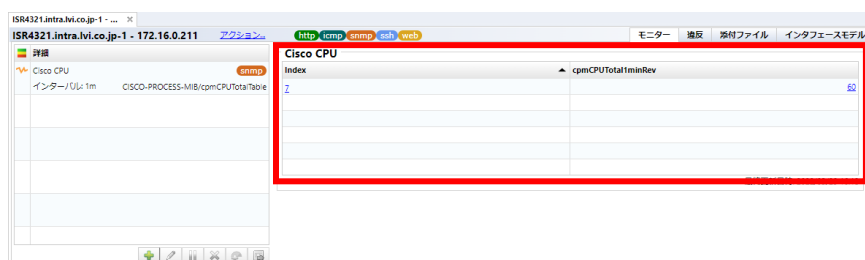 ISR4321.intra.lvi.co.jp-1 - ...
ISR4321.intra.lvi.co.jp-1 - 172.16.0.211 アクション... http icmp snmp ssh web モニター 違反 添付ファイル インタフェースモデル
詳細
Cisco CPU snmp
インターバル: 1m CISCO-PROCESS-MIB/cpmCPUTotalTable
Cisco CPU
Index cpmCPUTotal1minRev
7 60